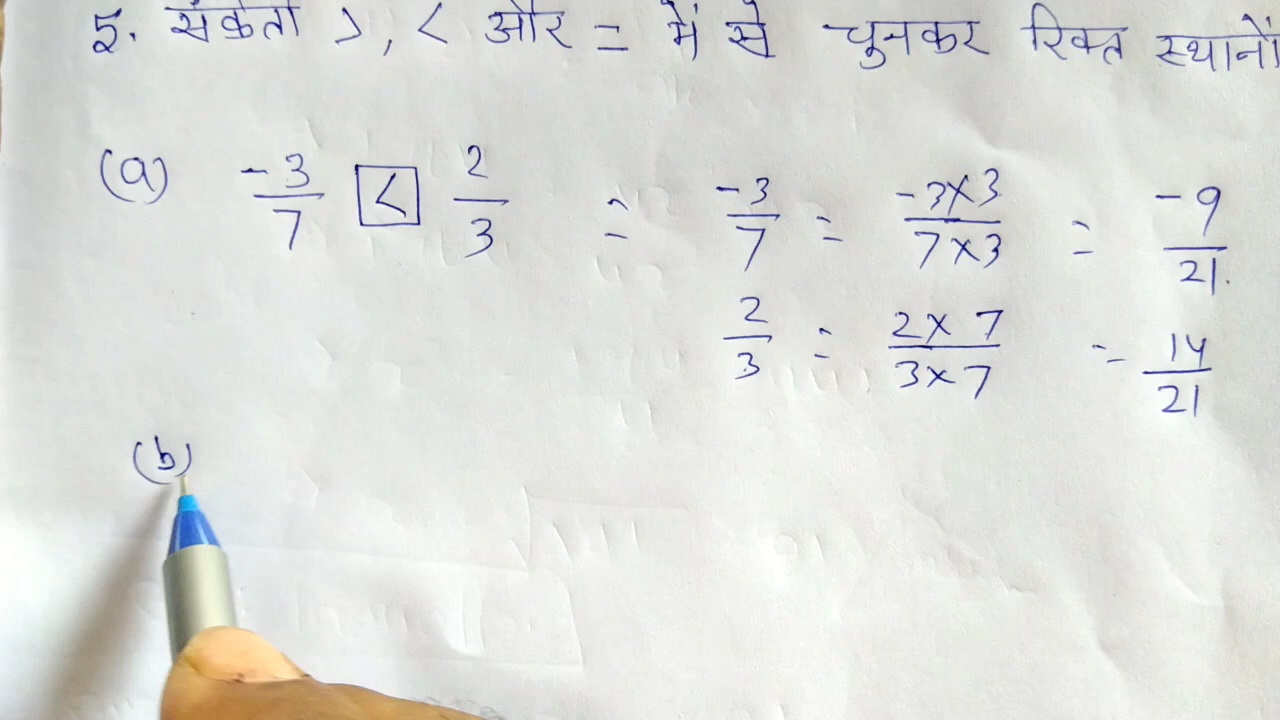 5. संकेतों >, < और = में से चुनकर रिक्त स्थानों
(a) -3/7 [<] 2/3 = -3/7 = -3×3/7×3 = -9/21.
2/3 = 2×7/3×7 = 14/21
(b)